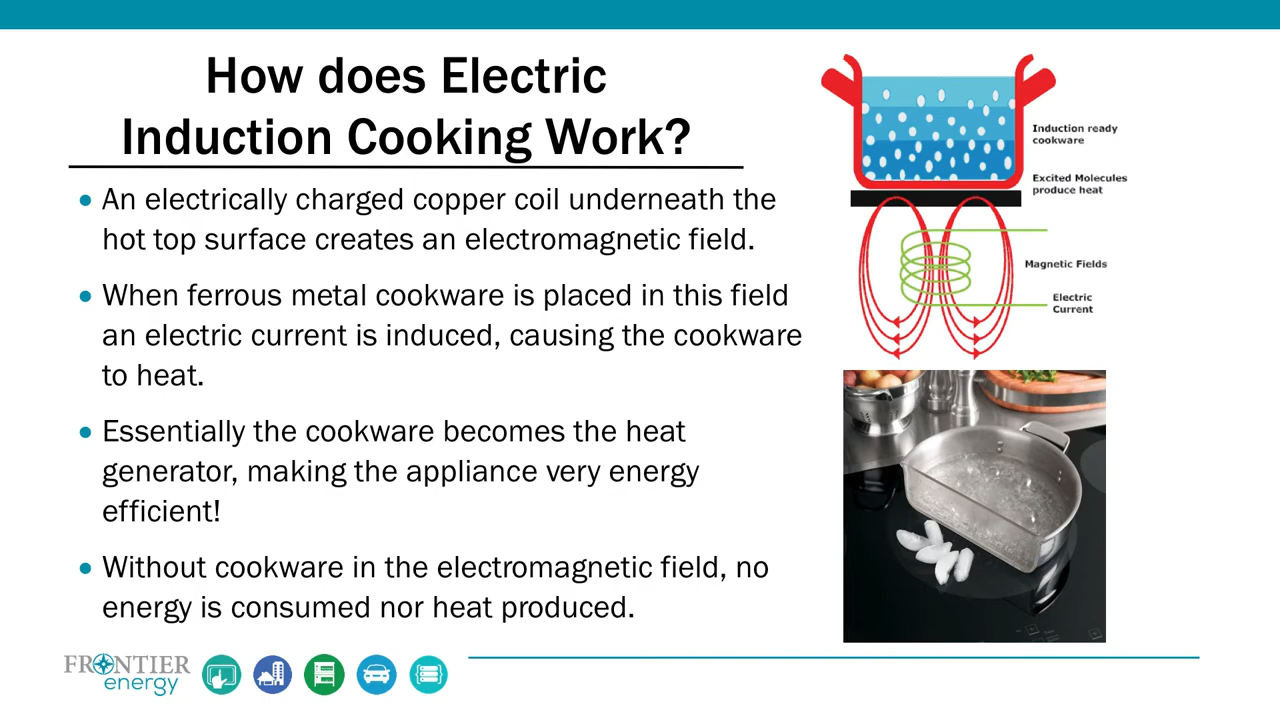 How does Electric
Induction Cooking Work?
• An electrically charged copper coil underneath the
hot top surface creates an electromagnetic field.
• When ferrous metal cookware is placed in this field
an electric current is induced, causing the cookware
to heat.
• Essentially the cookware becomes the heat
generator, making the appliance very energy
efficient!
• Without cookware in the electromagnetic field, no
energy is consumed nor heat produced.
Induction ready
cookware
Excited Molecules
produce heat
Magnetic Fields
Electric
Current
FRONTIER
energy